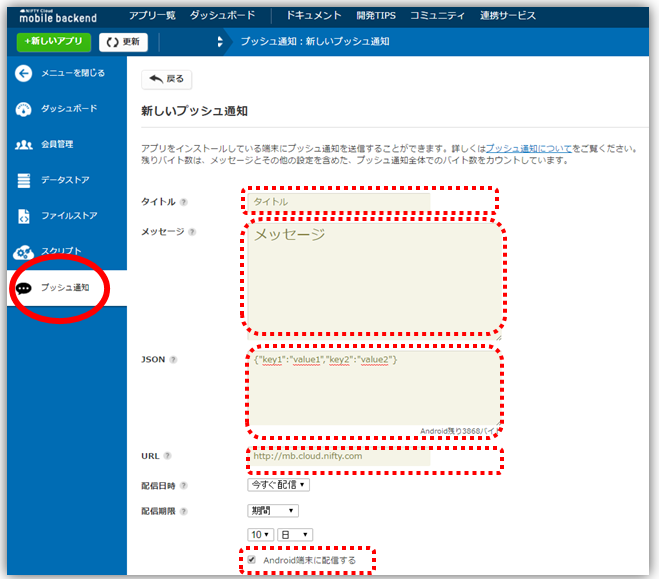 NIFTY Cloud
mobile backend
アプリ一覧 ダッシュボード ドキュメント 開発TIPS コミュニティ 連携サービス
+新しいアプリ 更新 プッシュ通知：新しいプッシュ通知
メニューを閉じる
ダッシュボード
会員管理
データストア
ファイルストア
スクリプト
プッシュ通知
戻る
新しいプッシュ通知
アプリをインストールしている端末にプッシュ通知を送信することができます。詳しくはプッシュ通知についてをご覧ください。
残りバイト数は、メッセージとその他の設定を含めた、プッシュ通知全体でのバイト数をカウントしています。
タイトル ? タイトル
メッセージ ? メッセージ
JSON ? {"key1":"value1","key2":"value2"}
Android残り3868バイト
URL ? http://mb.cloud.nifty.com
配信日時 ? 今すぐ配信
配信期限 ? 期間
10 日
Android端末に配信する